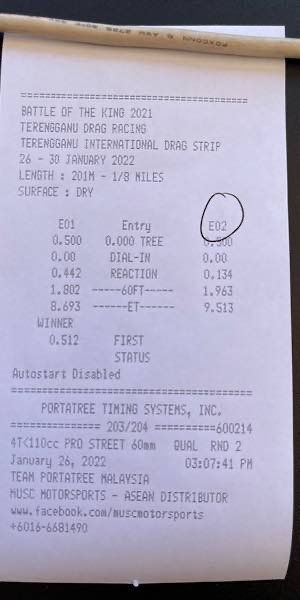 ================================================
BATTLE OF THE KING 2021
TERENGGANU DRAG RACING
TERENGGANU INTERNATIONAL DRAG STRIP
26 - 30 JANUARY 2022
LENGTH : 201M - 1/8 MILES
SURFACE : DRY
E01 Entry E02
0.500 0.000 TREE 0.500
0.00 DIAL-IN 0.00
0.442 REACTION 0.134
1.802 -----60FT----- 1.963
8.693 ------ET------ 9.513
WINNER
0.512 FIRST
STATUS
Autostart Disabled
================================================
PORTATREE TIMING SYSTEMS, INC.
=============== 203/204 ==========600214
4T<110cc PRO STREET 60mm QUAL RND 2
January 26, 2022 03:07:41 PM
TEAM PORTATREE MALAYSIA
MUSC MOTORSPORTS - ASEAN DISTRIBUTOR
www.facebook.com/muscmotorsports
+6016-6681490